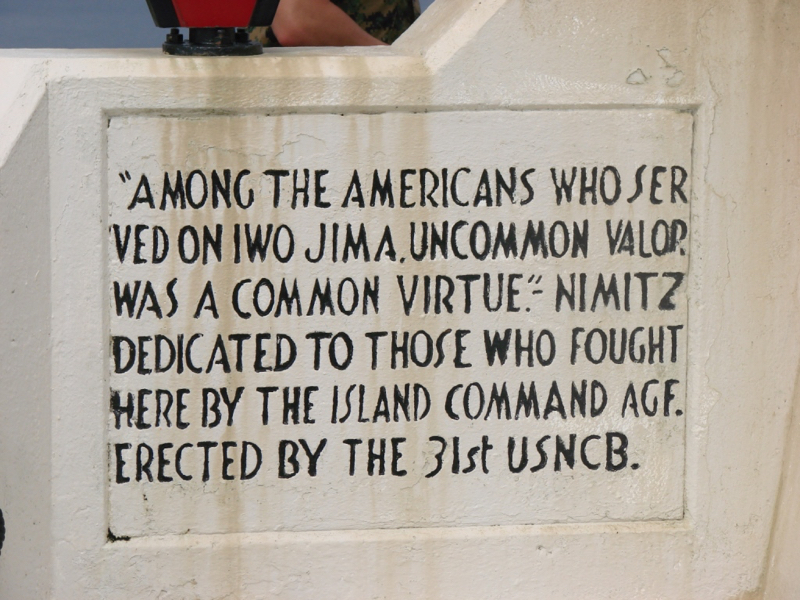 "AMONG THE AMERICANS WHO SER
VED ON IWO JIMA, UNCOMMON VALOR
WAS A COMMON VIRTUE." - NIMITZ
DEDICATED TO THOSE WHO FOUGHT
HERE BY THE ISLAND COMMAND AGF.
ERECTED BY THE 31st USNCB.